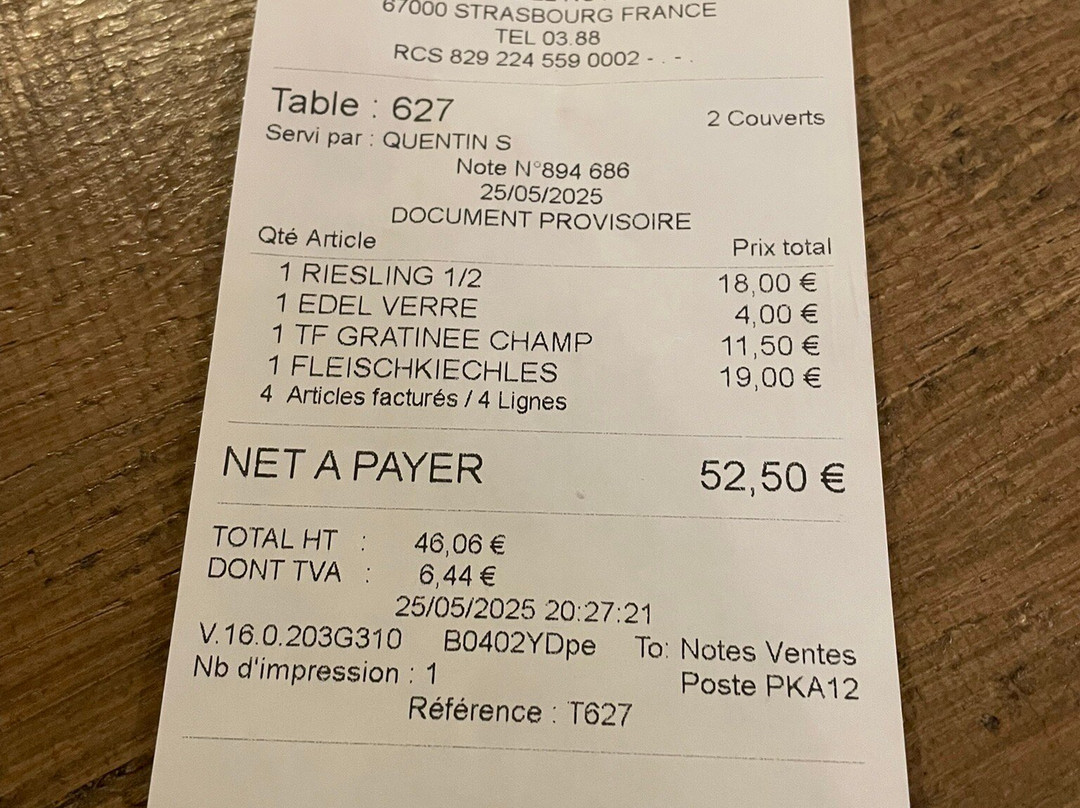 67000 STRASBOURG FRANCE
TEL 03.88
RCS 829 224 559 0002 - . - .
Table : 627
2 Couverts
Servi par : QUENTIN S
Note N°894 686
25/05/2025
DOCUMENT PROVISOIRE
Qté Article Prix total
1 RIESLING 1/2 18,00 €
1 EDEL VERRE 4,00 €
1 TF GRATINEE CHAMP 11,50 €
1 FLEISCHKIECHLES 19,00 €
4 Articles facturés / 4 Lignes
NET A PAYER 52,50 €
TOTAL HT : 46,06 €
DONT TVA : 6,44 €
25/05/2025 20:27:21
V.16.0.203G310 B0402YDpe To: Notes Ventes
Nb d'impression : 1 Poste PKA12
Référence : T627